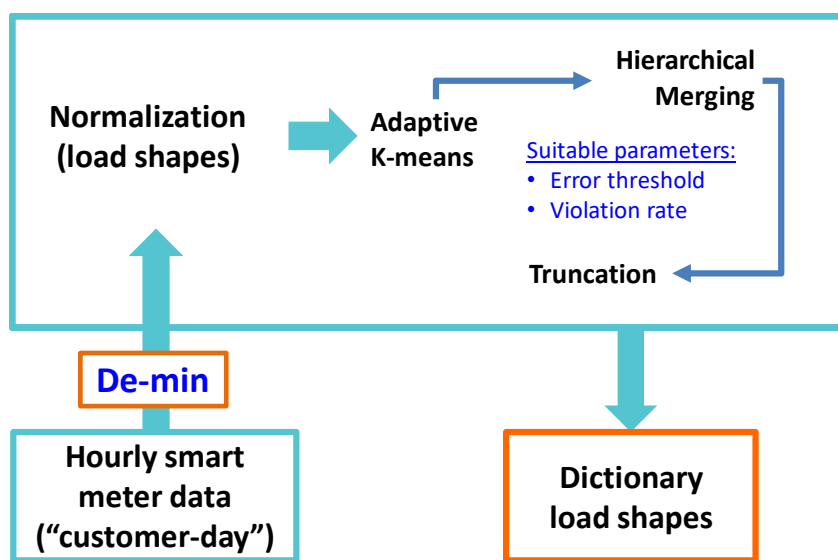 Hierarchical
Merging
Normalization
(load shapes)
Adaptive
K-means
Suitable parameters:
• Error threshold
• Violation rate
Truncation
De-min
Hourly smart
meter data
(“customer-day”)
Dictionary
load shapes